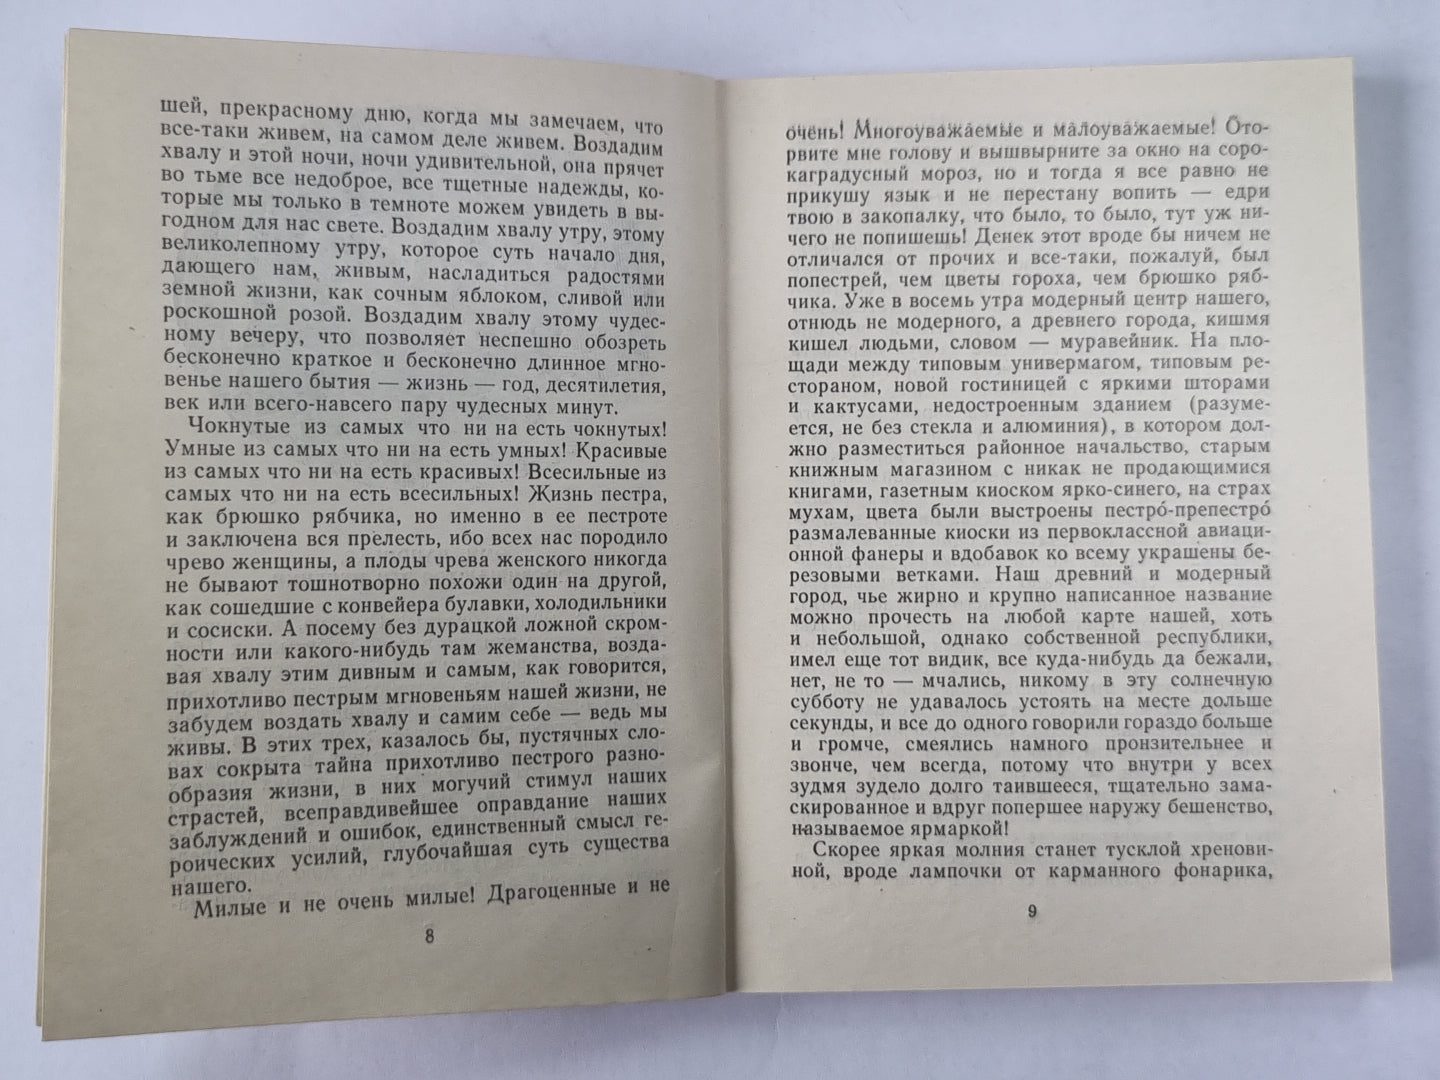 шей, прекрасному дню, когда мы замечаем, что
все-таки живем, на самом деле живем. Воздадим
хвалу и этой ночи, ночи удивительной, она прячет
во тьме все недоброе, все тщетные надежды, ко-
торые мы только в темноте можем увидеть в вы-
годном для нас свете. Воздадим хвалу утру, этому
великолепному утру, которое суть начало дня,
дающего нам, живым, насладиться радостями
земной жизни, как сочным яблоком, сливой или
роскошной розой. Воздадим хвалу этому чудес-
ному вечеру, что позволяет неспешно обозреть
бесконечно краткое и бесконечно длинное мгно-
венье нашего бытия — жизнь — год, десятилетия,
век или всего-навсего пару чудесных минут.
Чокнутые из самых что ни на есть чокнутых!
Умные из самых что ни на есть умных! Красивые
из самых что ни на есть красивых! Всесильные из
самых что ни на есть всесильных! Жизнь пестра,
как брюшко рябчика, но именно в ее пестроте
и заключена вся прелесть, ибо всех нас породило
чрево женщины, а плоды чрева женского никогда
не бывают тошнотворно похожи один на другой,
как сошедшие с конвейера булавки, холодильники
и сосиски. А посему без дурацкой ложной скром-
ности или какого-нибудь там жеманства, возда-
вая хвалу этим дивным и самым, как говорится,
прихотливо пестрым мгновеньям нашей жизни, не
забудем воздать хвалу и самим себе — ведь мы
живы. В этих трех, казалось бы, пустячных сло-
вах сокрыта тайна прихотливо пестрого разно-
образия жизни, в них могучий стимул наших
страстей, всеправдивейшее оправдание наших
заблуждений и ошибок, единственный смысл ге-
роических усилий, глубочайшая суть существа
нашего.
Милые и не очень милые! Драгоценные и не
8
очень! Многоуважаемые и малоуважаемые! Ото-
рвите мне голову и вышвырните за окно на соро-
каградусный мороз, но и тогда я все равно не
прикушу язык и не перестану вопить — едри
твою в закопалку, что было, то было, тут уж ни-
чего не попишешь! Денек этот вроде бы ничем не
отличался от прочих и все-таки, пожалуй, был
попестрей, чем цветы гороха, чем брюшко ряб-
чика. Уже в восемь утра модерный центр нашего,
отнюдь не модерного, а древнего города, кишмя
кишел людьми, словом — муравейник. На пло-
щади между типовым универмагом, типовым ре-
стораном, новой гостиницей с яркими шторами
и кактусами, недостроенным зданием (разуме-
ется, не без стекла и алюминия), в котором дол-
жно разместиться районное начальство, старым
книжным магазином с никак не продающимися
книгами, газетным киоском ярко-синего, на страх
мухам, цвета были выстроены пестро́-препестро́
размалеванные киоски из первоклассной авиаци-
онной фанеры и вдобавок ко всему украшены бе-
резовыми ветками. Наш древний и модерный
город, чье жирно и крупно написанное название
можно прочесть на любой карте нашей, хоть
и небольшой, однако собственной республики,
имел еще тот видик, все куда-нибудь да бежали,
нет, не то — мчались, никому в эту солнечную
субботу не удавалось устоять на месте дольше
секунды, и все до одного говорили гораздо больше
и громче, смеялись намного пронзительнее и
звонче, чем всегда, потому что внутри у всех
зудмя зудело долго таившееся, тщательно зама-
скированное и вдруг попершее наружу бешенство,
называемое ярмаркой!
Скорее яркая молния станет тусклой хренови-
ной, вроде лампочки от карманного фонарика,
9